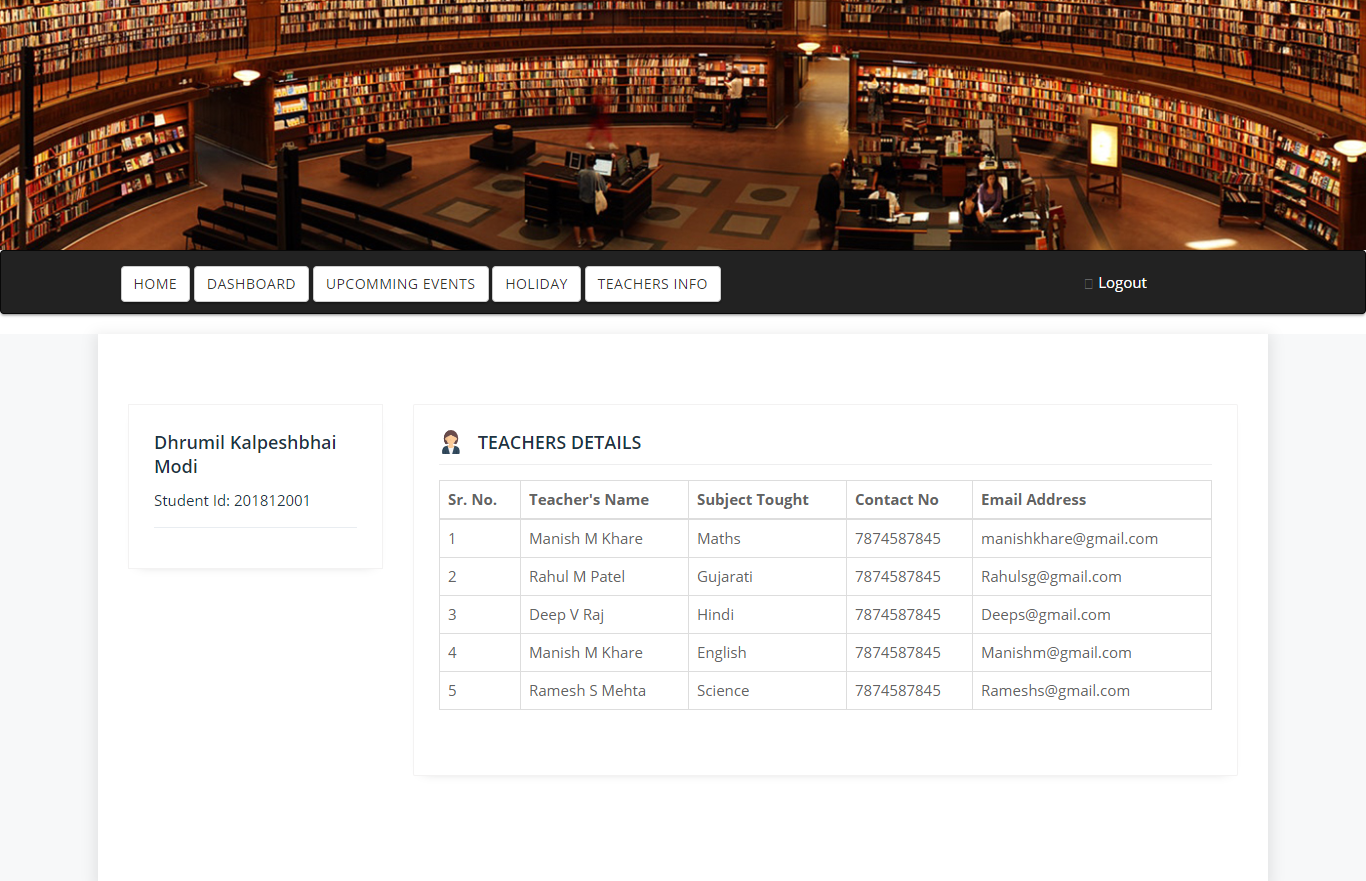 HOME DASHBOARD UPCOMMING EVENTS HOLIDAY TEACHERS INFO Logout
Dhrumil Kalpeshbhai
Modi
Student Id: 201812001
TEACHERS DETAILS
Sr. No. Teacher's Name Subject Tought Contact No Email Address
1 Manish M Khare Maths 7874587845 manishkhare@gmail.com
2 Rahul M Patel Gujarati 7874587845 Rahulsg@gmail.com
3 Deep V Raj Hindi 7874587845 Deeps@gmail.com
4 Manish M Khare English 7874587845 Manishm@gmail.com
5 Ramesh S Mehta Science 7874587845 Rameshs@gmail.com